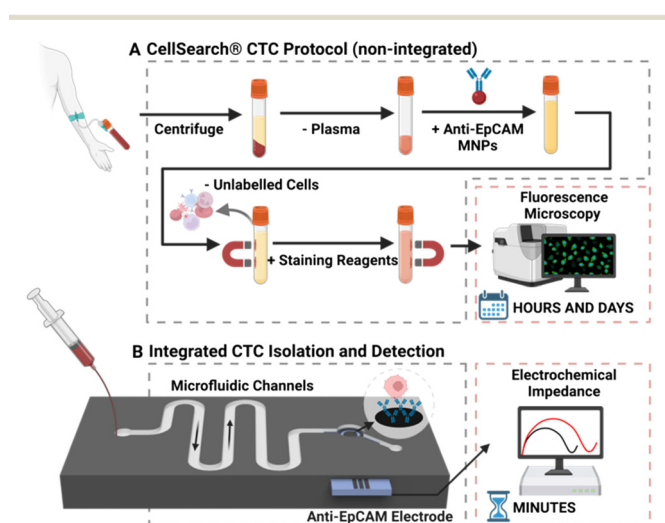 A CellSearch® CTC Protocol (non-integrated)
Centrifuge
- Plasma
+ Anti-EpCAM
MNPs
- Unlabelled Cells
+ Staining Reagents
Fluorescence
Microscopy
HOURS AND DAYS
B Integrated CTC Isolation and Detection
Microfluidic Channels
Electrochemical
Impedance
MINUTES
Anti-EpCAM Electrode